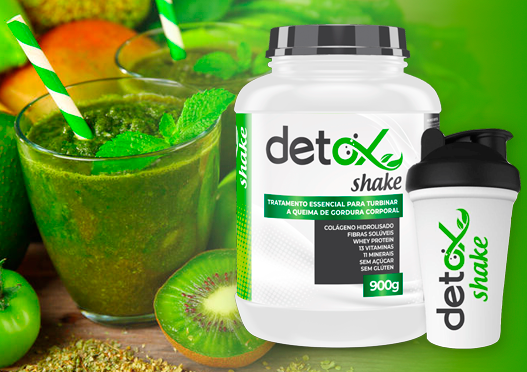 detox
shake
shake
TRATAMENTO ESSENCIAL PARA TURBINAR
A QUEIMA DE GORDURA CORPORAL
COLÁGENO HIDROLISADO
FIBRAS SOLÚVEIS
WHEY PROTEIN
13 VITAMINAS
11 MINERAIS
SEM AÇÚCAR
SEM GLÚTEN
900g
detox
shake